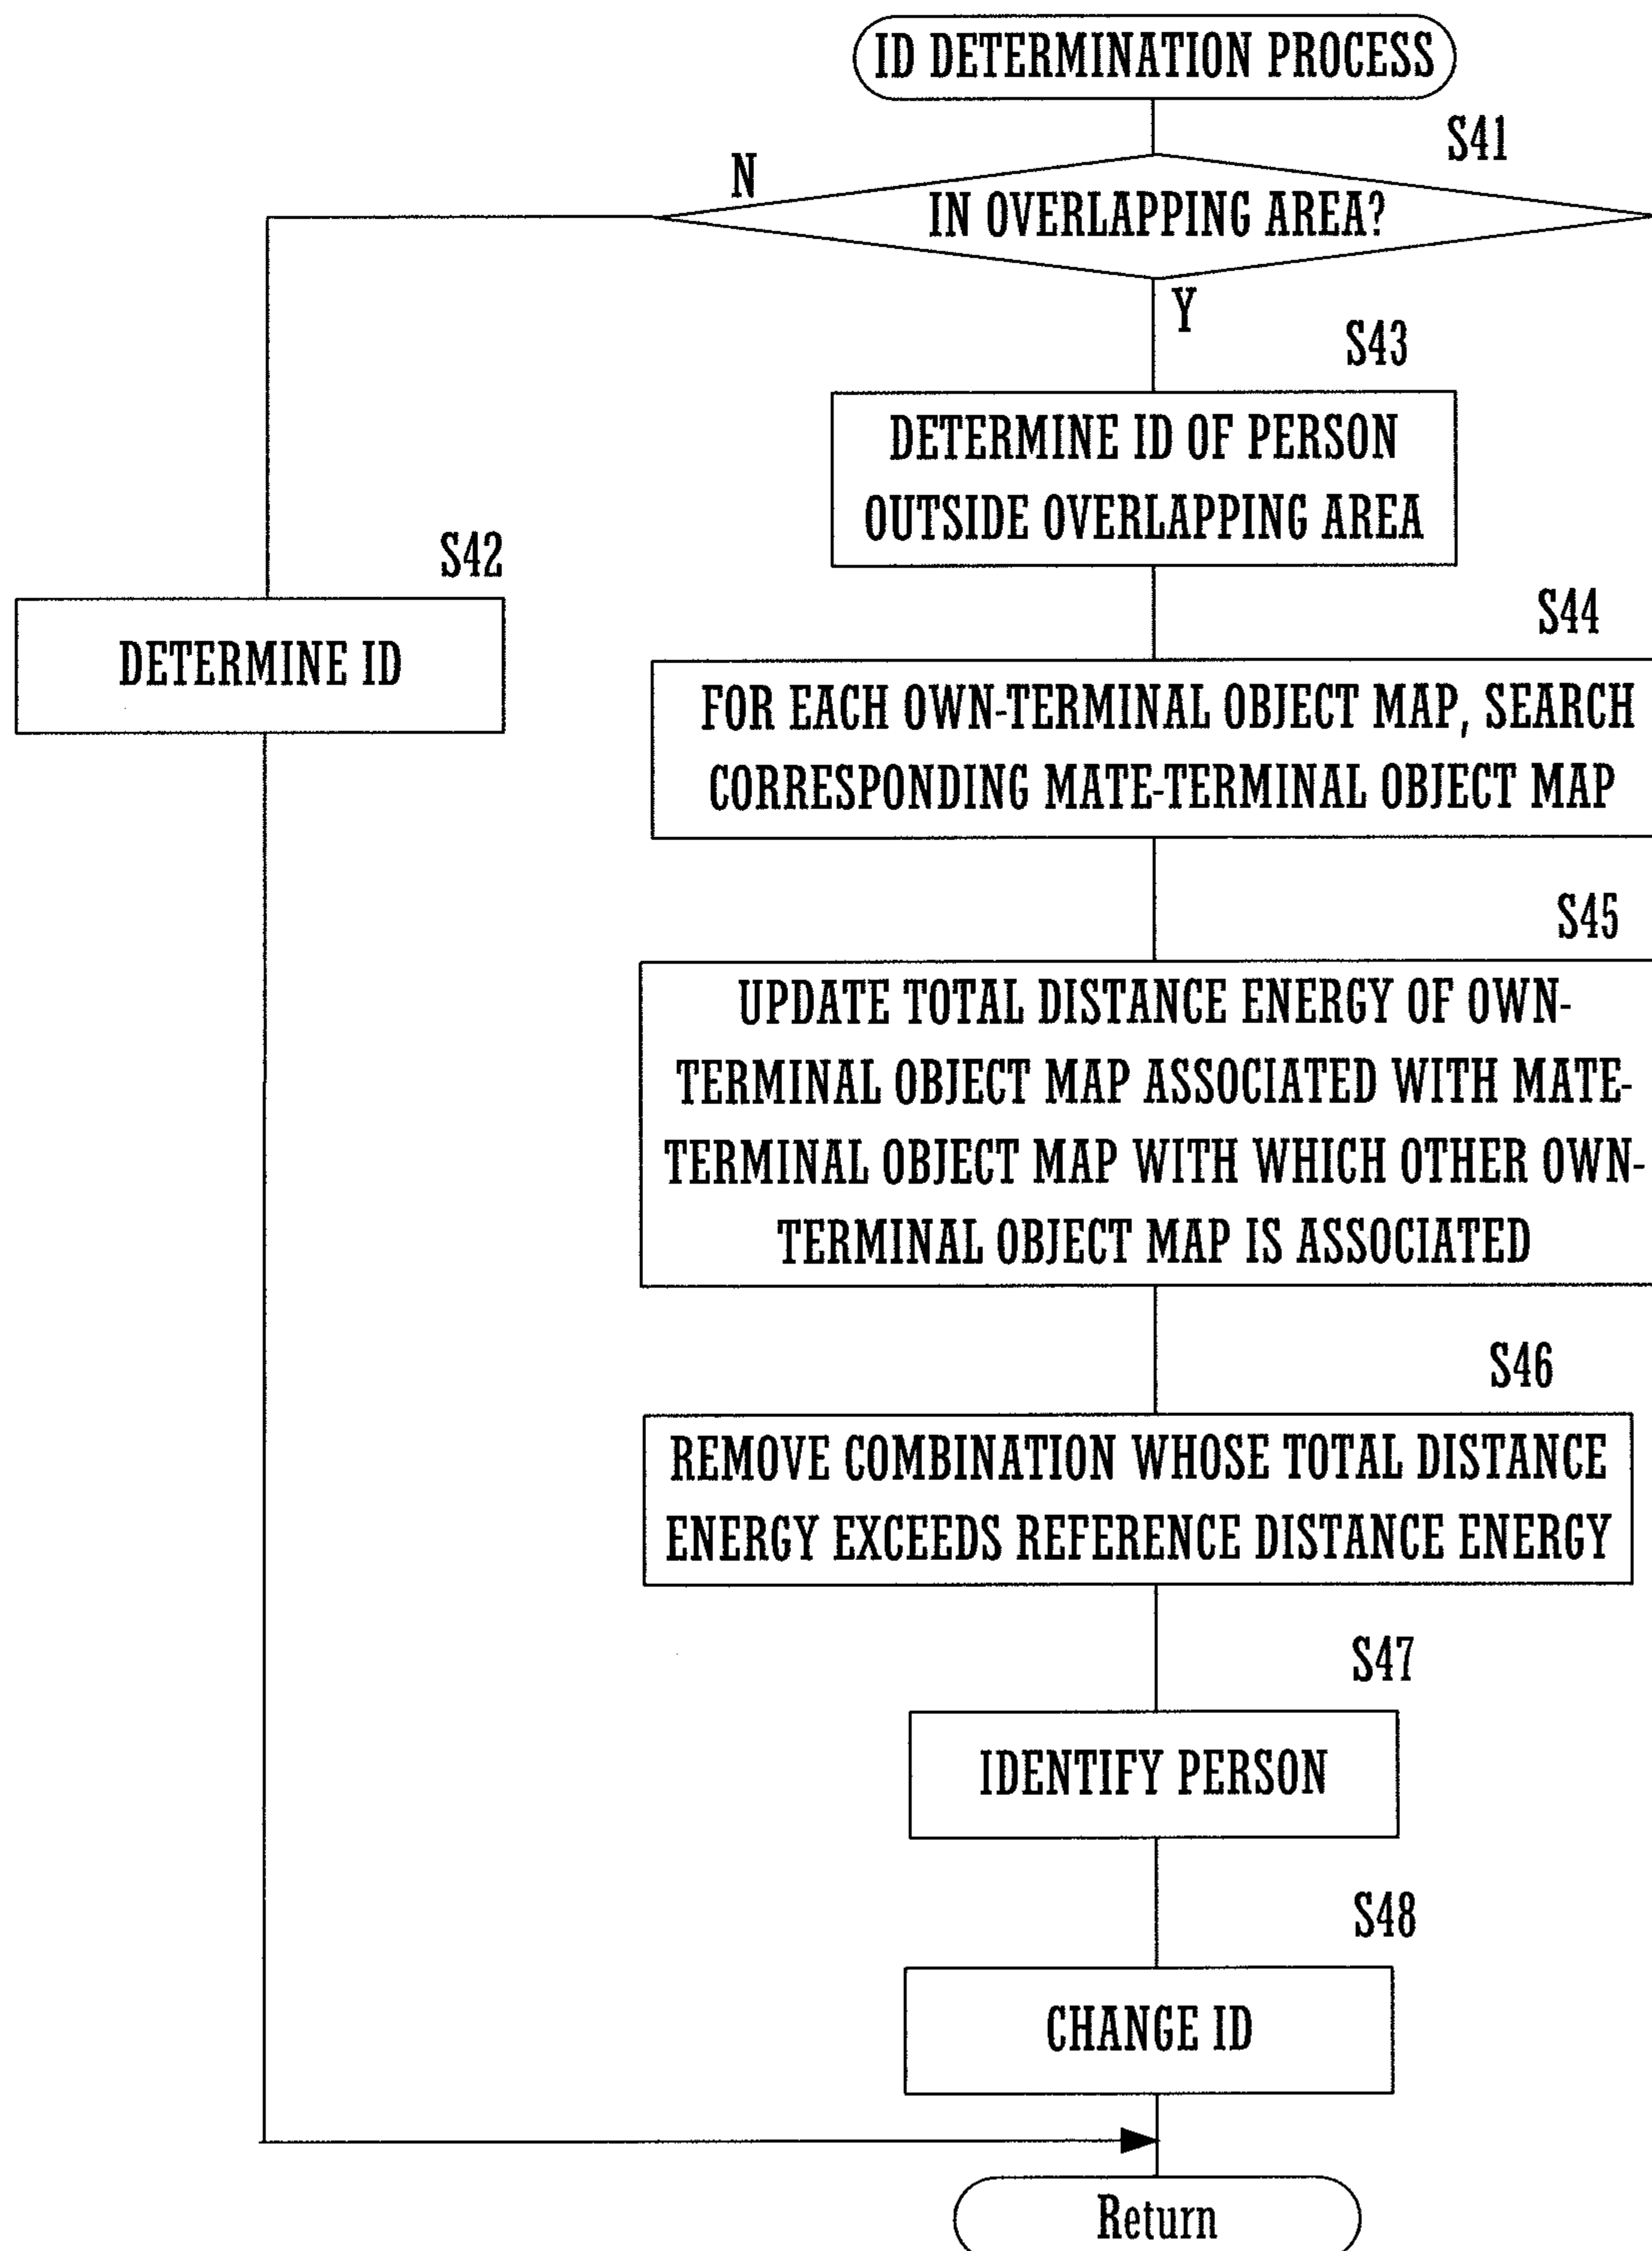 ID DETERMINATION PROCESS
S41
N
IN OVERLAPPING AREA?
Y
S43
DETERMINE ID OF PERSON
OUTSIDE OVERLAPPING AREA
S42
DETERMINE ID
S44
FOR EACH OWN-TERMINAL OBJECT MAP, SEARCH
CORRESPONDING MATE-TERMINAL OBJECT MAP
S45
UPDATE TOTAL DISTANCE ENERGY OF OWN-
TERMINAL OBJECT MAP ASSOCIATED WITH MATE-
TERMINAL OBJECT MAP WITH WHICH OTHER OWN-
TERMINAL OBJECT MAP IS ASSOCIATED
S46
REMOVE COMBINATION WHOSE TOTAL DISTANCE
ENERGY EXCEEDS REFERENCE DISTANCE ENERGY
S47
IDENTIFY PERSON
S48
CHANGE ID
Return